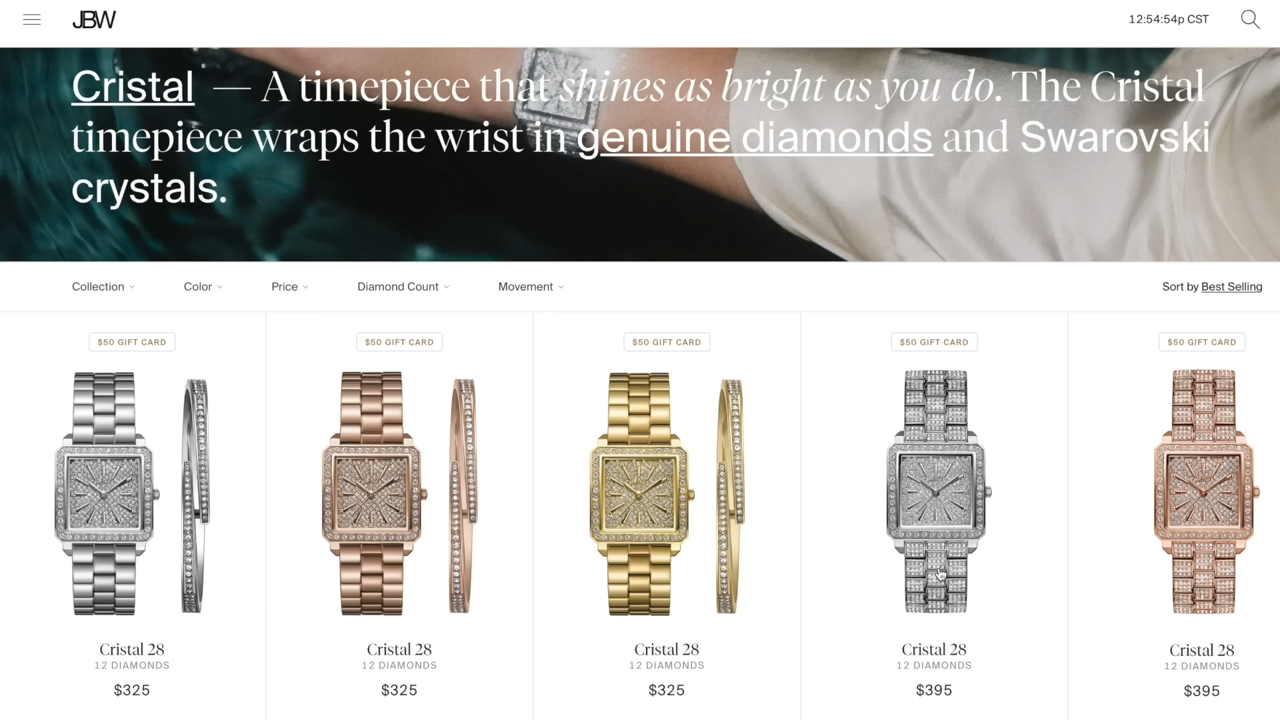 JBW
12:54:54p CST
Cristal — A timepiece that shines as bright as you do. The Cristal
timepiece wraps the wrist in genuine diamonds and Swarovski
crystals.
Collection Color Price Diamond Count Movement Sort by Best Selling
$50 GIFT CARD $50 GIFT CARD $50 GIFT CARD $50 GIFT CARD $50 GIFT CARD
Cristal 28 Cristal 28 Cristal 28 Cristal 28 Cristal 28
12 DIAMONDS 12 DIAMONDS 12 DIAMONDS 12 DIAMONDS 12 DIAMONDS
$325 $325 $325 $395 $395